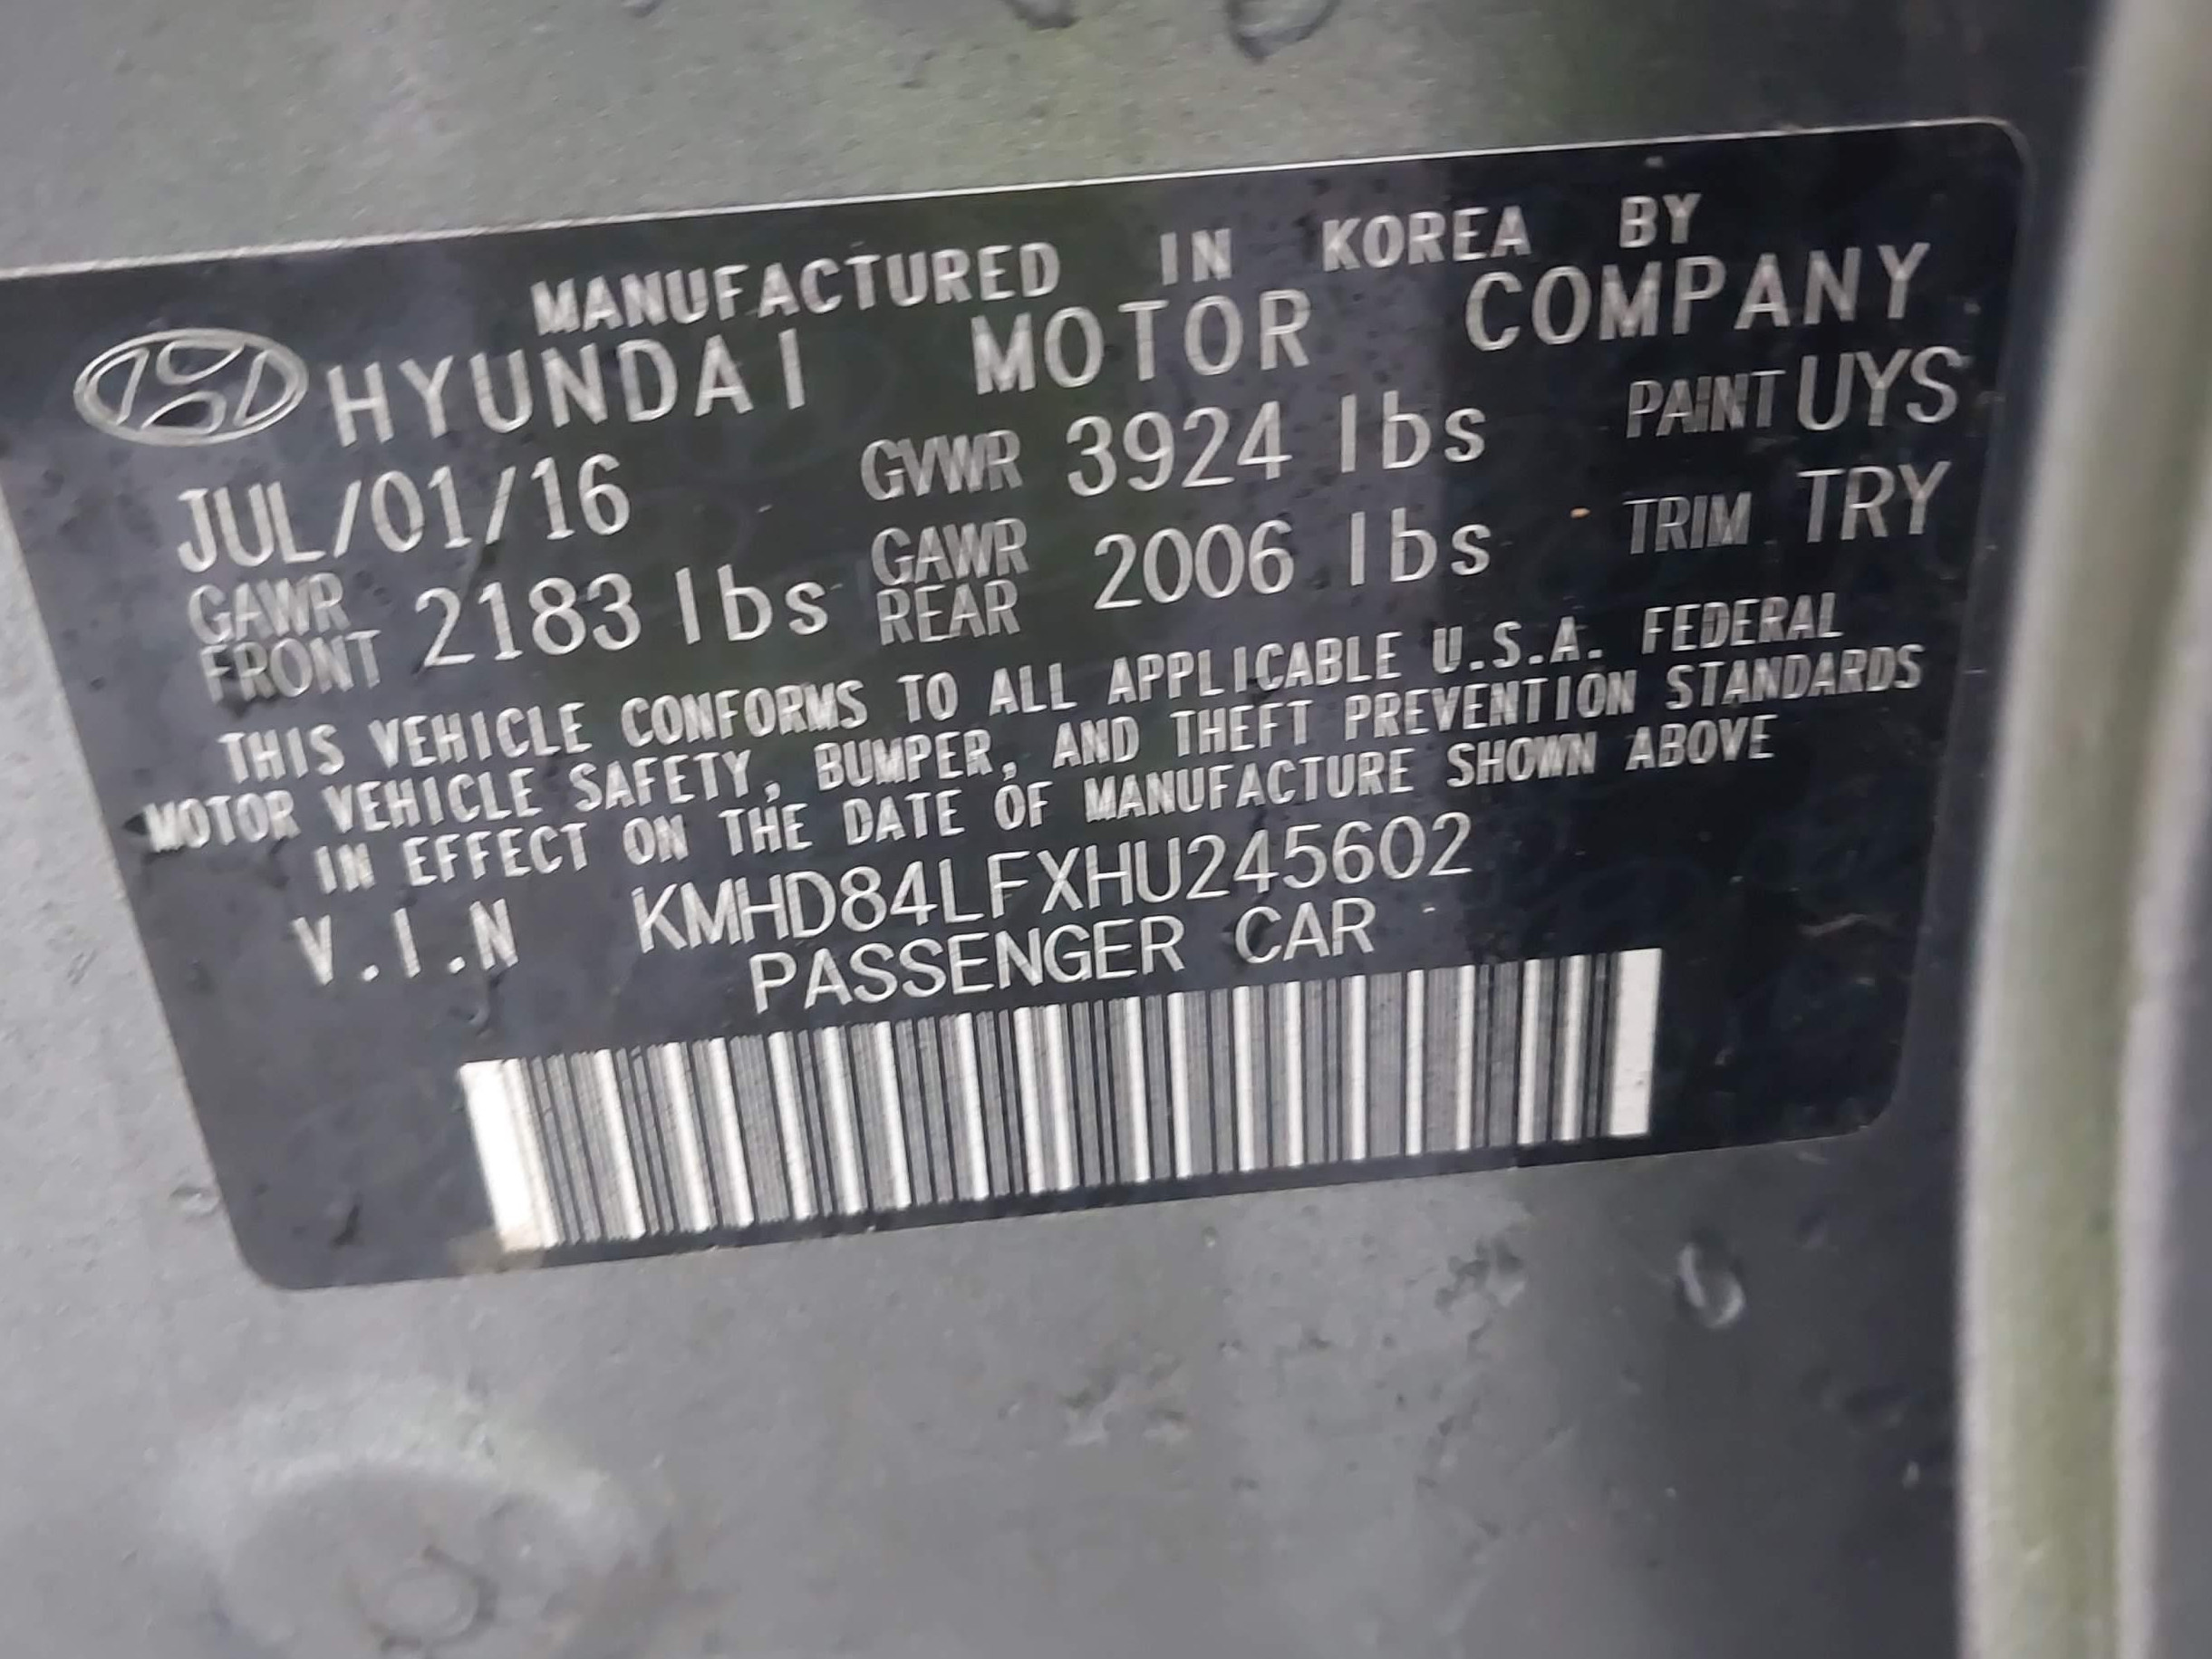 MANUFACTURED IN KOREA BY
HYUNDAI MOTOR COMPANY
JUL/01/16 GVWR 3924 lbs PAINT UYS
GAWR FRONT 2183 lbs GAWR REAR 2006 lbs TRIM TRY
THIS VEHICLE CONFORMS TO ALL APPLICABLE U.S.A. FEDERAL
MOTOR VEHICLE SAFETY, BUMPER, AND THEFT PREVENTION STANDARDS
IN EFFECT ON THE DATE OF MANUFACTURE SHOWN ABOVE
V.I.N KMHD84LFXHU245602
PASSENGER CAR